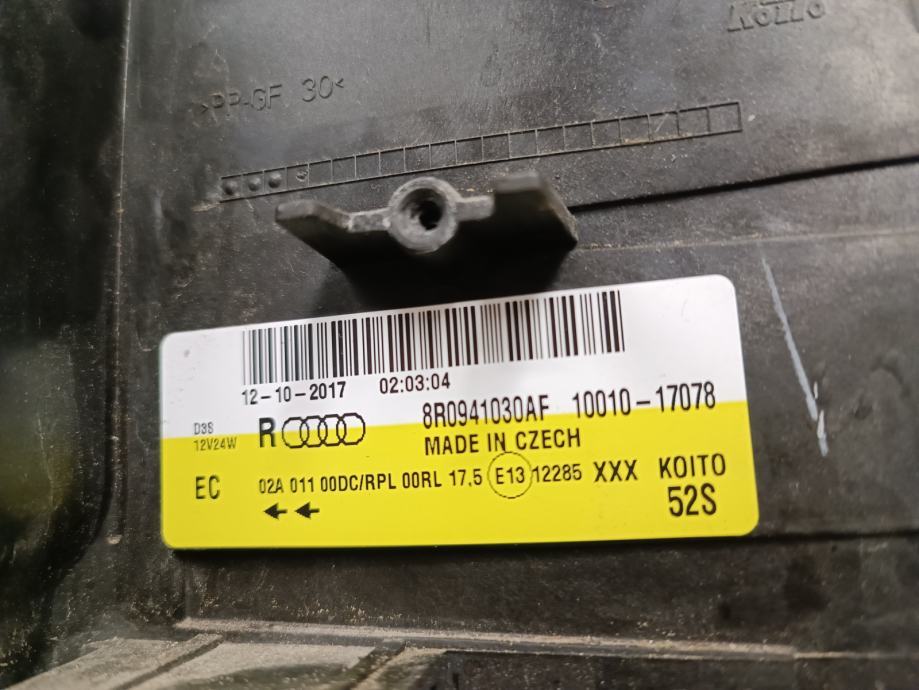 KOITO
>PP-GF 30<
12-10-2017 02:03:04
D3S
12V24W
R 8R0941030AF 10010-17078
MADE IN CZECH
EC 02A 011 00DC/RPL 00RL 17,5 E13 12285 XXX KOITO
52S